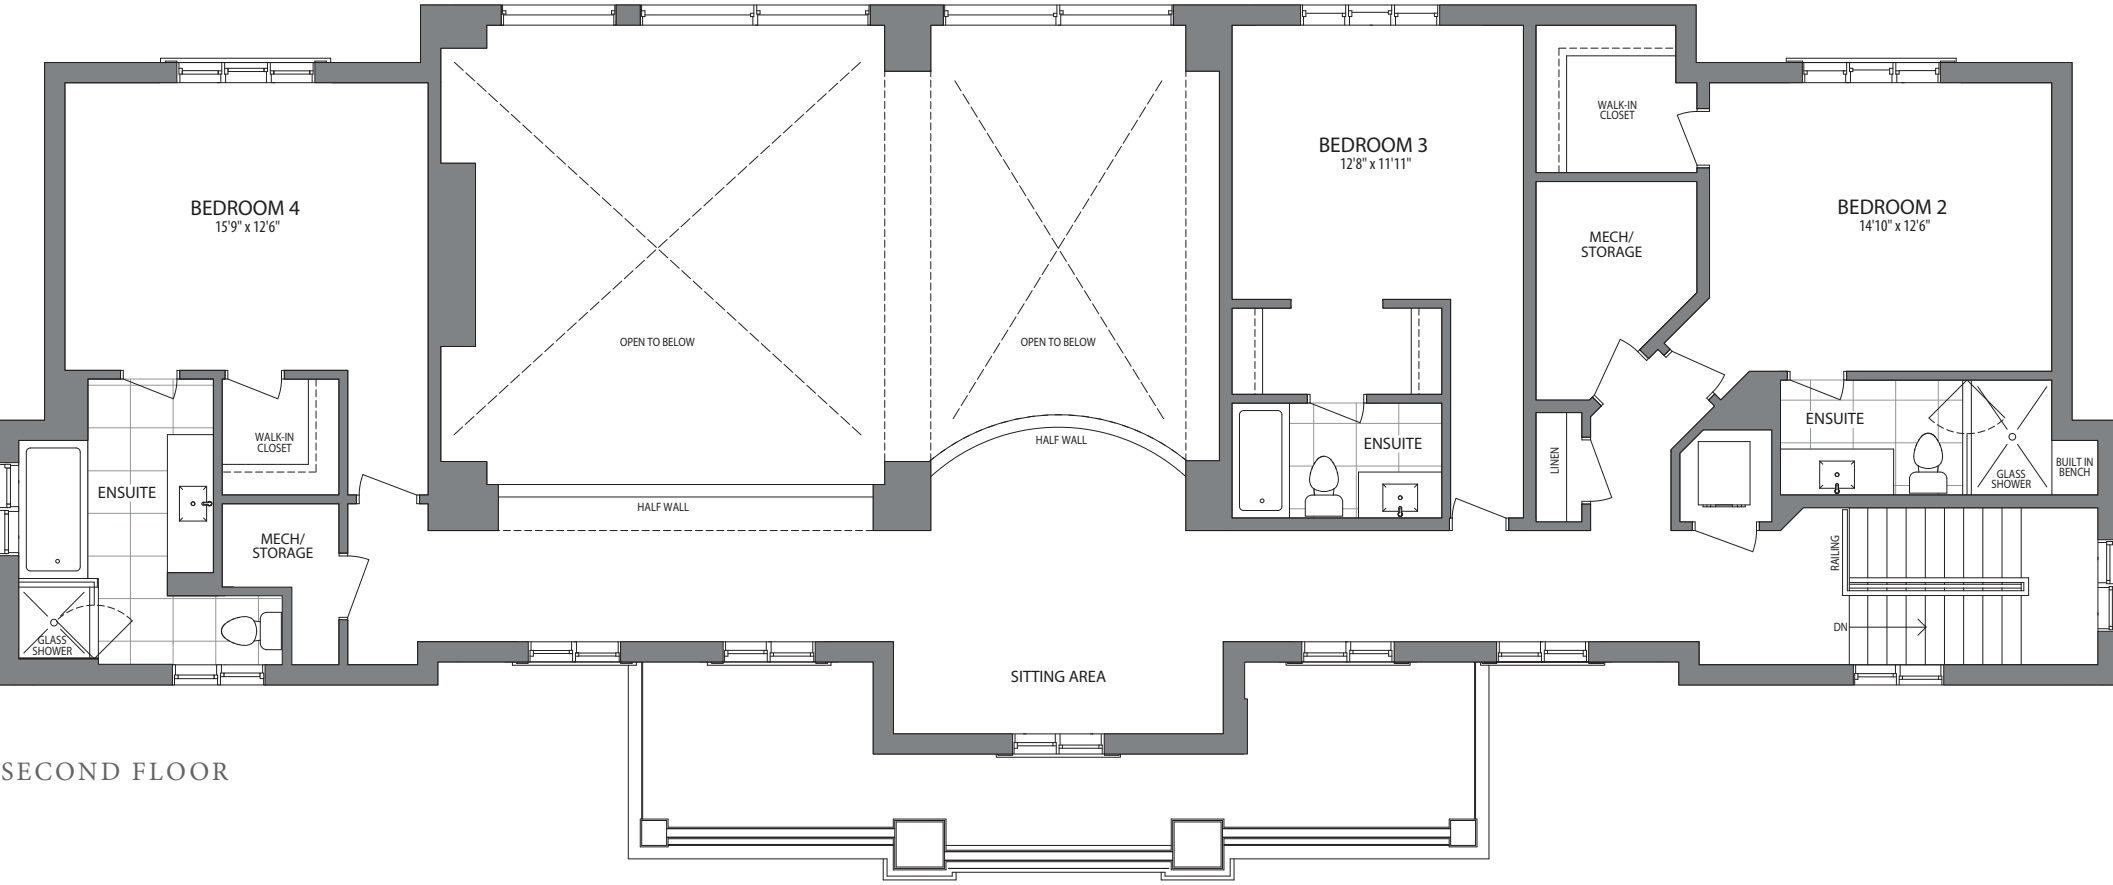 WALK-IN
CLOSET
BEDROOM 3
12'8" x 11'11"
BEDROOM 4
15'9" x 12'6"
BEDROOM 2
14'10" x 12'6"
MECH/
STORAGE
OPEN TO BELOW
OPEN TO BELOW
HALF WALL
WALK-IN
CLOSET
ENSUITE
ENSUITE
LINEN
ENSUITE
GLASS
SHOWER
BUILT IN
BENCH
HALF WALL
MECH/
STORAGE
RAILING
DN
GLASS
SHOWER
SITTING AREA
SECOND FLOOR